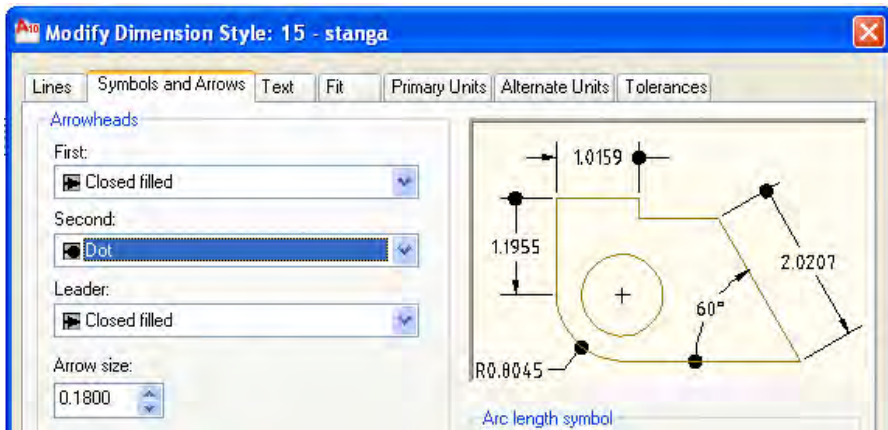 A10 Modify Dimension Style: 15 - stanga
Lines Symbols and Arrows Text Fit Primary Units Alternate Units Tolerances
Arrowheads
First:
Closed filled
Second:
Dot
Leader:
Closed filled
Arrow size:
0.1800
1.0159
1.1955
2.0207
60°
R0.8045
Arc length symbol